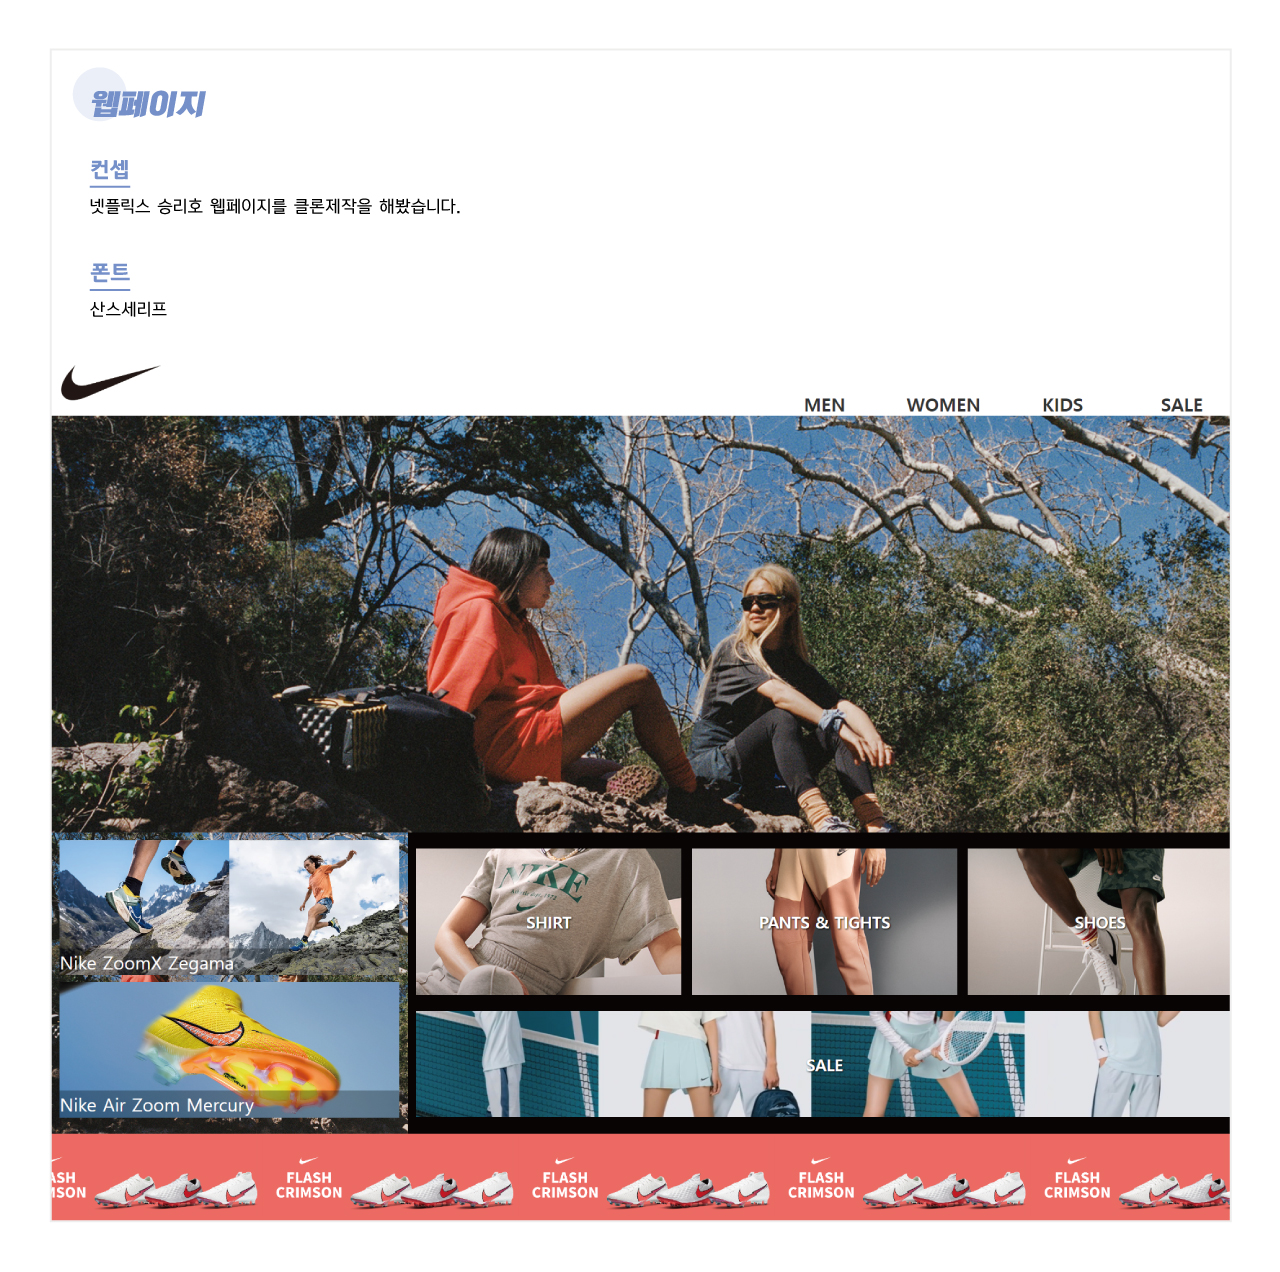 웹페이지
컨셉
넷플릭스 승리호 웹페이지를 클론제작을 해봤습니다.
폰트
산스세리프
MEN WOMEN KIDS SALE
NIKE
SHIRT
PANTS & TIGHTS
SHOES
Nike ZoomX Zegama
SALE
Nike Air Zoom Mercury
ASH FLASH FLASH FLASH FLASH
MSON CRIMSON CRIMSON CRIMSON CRIMSON